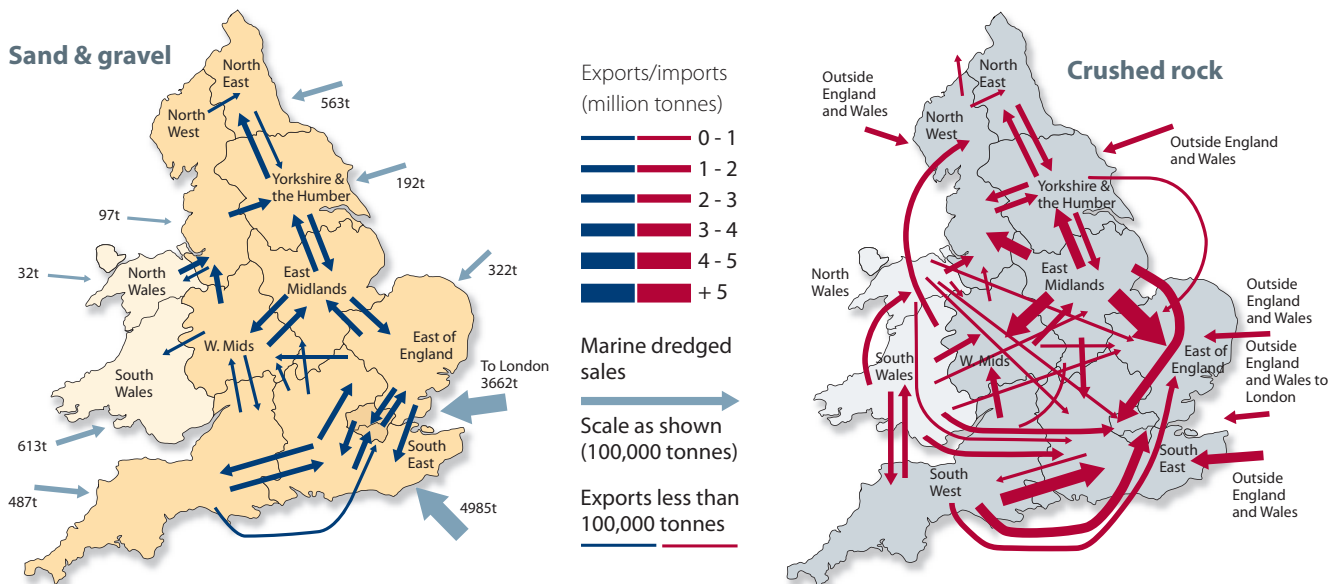 Sand & gravel
North
East
563t
North
West
192t
Yorkshire &
the Humber
97t
32t
North
Wales
322t
East
Midlands
W. Mids
East of
England
South
Wales
To London
3662t
613t
South
East
487t
4985t
Exports/imports
(million tonnes)
0 - 1
1 - 2
2 - 3
3 - 4
4 - 5
+ 5
Marine dredged
sales
Scale as shown
(100,000 tonnes)
Exports less than
100,000 tonnes
Crushed rock
Outside
England
and Wales
North
East
North
West
Outside England
and Wales
Yorkshire &
the Humber
North
Wales
East
Midlands
Outside
England
and Wales
South
Wales
W. Mids
East of
England
Outside
England
and Wales to
London
South
East
South
West
Outside
England
and Wales